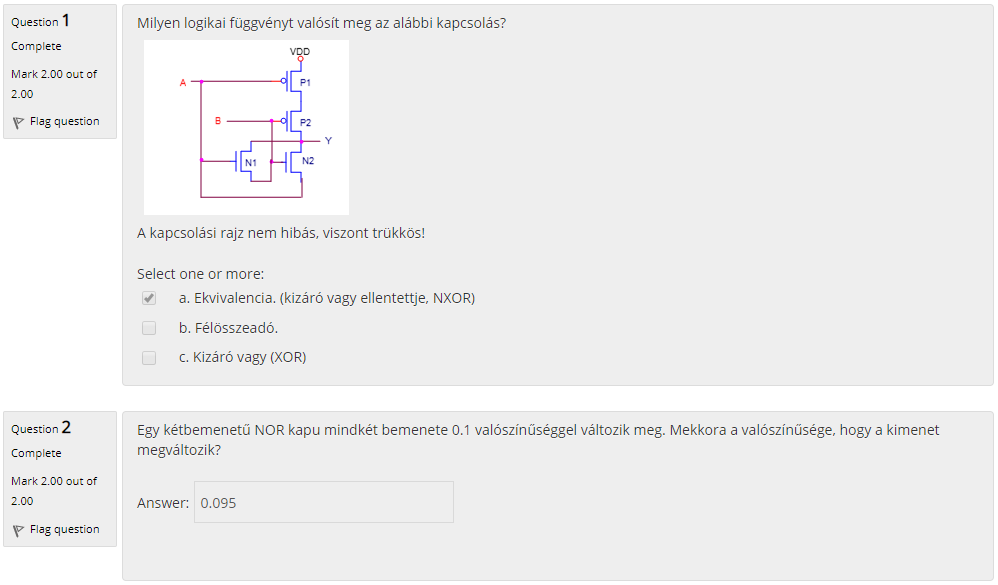 Question 1
Complete
Mark 2.00 out of
2.00
Flag question
Milyen logikai függvényt valósít meg az alábbi kapcsolás?
VDD
A
P1
B
P2
Y
N1
N2
A kapcsolási rajz nem hibás, viszont trükkös!
Select one or more:
a. Ekvivalencia. (kizáró vagy ellentettje, NXOR)
b. Félösszeadó.
c. Kizáró vagy (XOR)
Question 2
Complete
Mark 2.00 out of
2.00
Flag question
Egy kétbemenetű NOR kapu mindkét bemenete 0.1 valószínűséggel változik meg. Mekkora a valószínűsége, hogy a kimenet
megváltozik?
Answer: 0.095